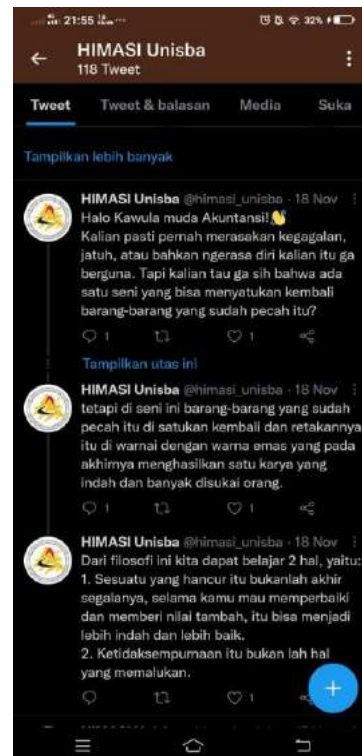 21:55
32%
HIMASI Unisba
118 Tweet
Tweet Tweet & balasan Media Suka
Tampilkan lebih banyak
HIMASI Unisba @himasi_unisba · 18 Nov
Halo Kawula muda Akuntansi!👋
Kalian pasti pernah merasakan kegagalan,
jatuh, atau bahkan ngerasa diri kalian itu ga
berguna. Tapi kalian tau ga sih bahwa ada
satu seni yang bisa menyatukan kembali
barang-barang yang sudah pecah itu?
1 1
Tampilkan utas ini
HIMASI Unisba @himasi_unisba · 18 Nov
tetapi di seni ini barang-barang yang sudah
pecah itu di satukan kembali dan retakannya
itu di warnai dengan warna emas yang pada
akhirnya menghasilkan satu karya yang
indah dan banyak disukai orang.
1 1
HIMASI Unisba @himasi_unisba · 18 Nov
Dari filosofi ini kita dapat belajar 2 hal, yaitu:
1. Sesuatu yang hancur itu bukanlah akhir
segalanya, selama kamu mau memperbaiki
dan memberi nilai tambah, itu bisa menjadi
lebih indah dan lebih baik.
2. Ketidaksempurnaan itu bukan lah hal
yang memalukan.
1